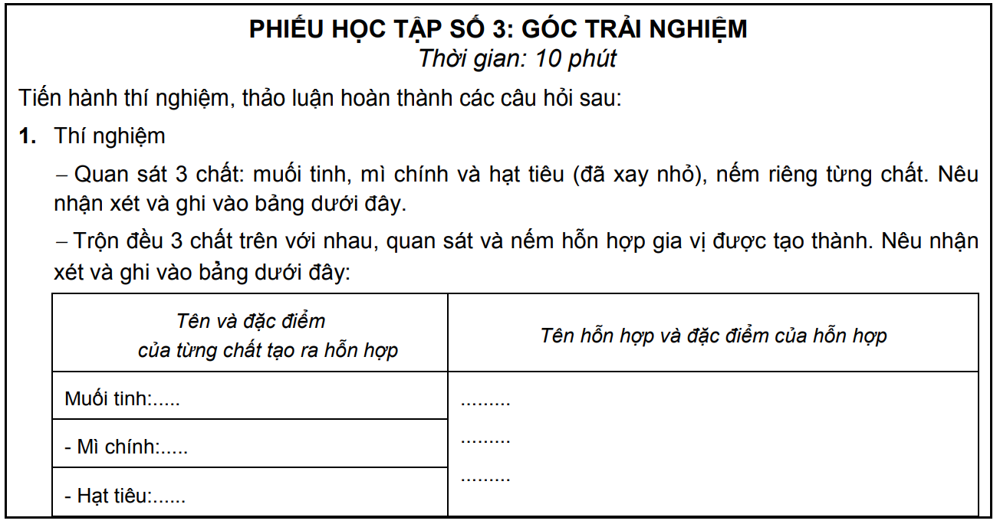 PHIẾU HỌC TẬP SỐ 3: GÓC TRẢI NGHIỆM
Thời gian: 10 phút
Tiến hành thí nghiệm, thảo luận hoàn thành các câu hỏi sau:
1. Thí nghiệm
– Quan sát 3 chất: muối tinh, mì chính và hạt tiêu (đã xay nhỏ), nếm riêng từng chất. Nêu
nhận xét và ghi vào bảng dưới đây.
– Trộn đều 3 chất trên với nhau, quan sát và nếm hỗn hợp gia vị được tạo thành. Nêu nhận
xét và ghi vào bảng dưới đây:
Tên và đặc điểm
của từng chất tạo ra hỗn hợp
Tên hỗn hợp và đặc điểm của hỗn hợp
Muối tinh:.....
- Mì chính:.....
- Hạt tiêu:......
.........
.........
.........